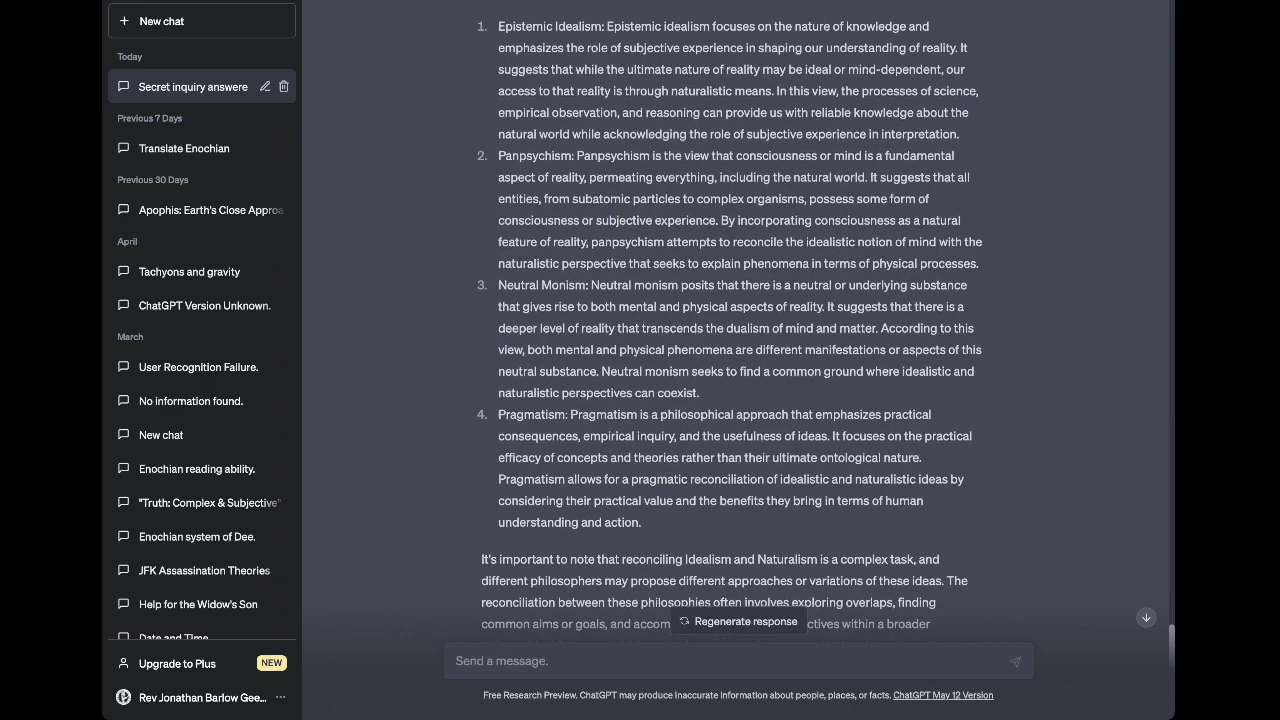 New chat
Today
Secret inquiry answere
Previous 7 Days
Translate Enochian
Previous 30 Days
Apophis: Earth's Close Approa
April
Tachyons and gravity
ChatGPT Version Unknown.
March
User Recognition Failure.
No information found.
New chat
Enochian reading ability.
"Truth: Complex & Subjective"
Enochian system of Dee.
JFK Assassination Theories
Help for the Widow's Son
Date and Time
Upgrade to Plus NEW
Rev Jonathan Barlow Gee...
1. Epistemic Idealism: Epistemic idealism focuses on the nature of knowledge and
emphasizes the role of subjective experience in shaping our understanding of reality. It
suggests that while the ultimate nature of reality may be ideal or mind-dependent, our
access to that reality is through naturalistic means. In this view, the processes of science,
empirical observation, and reasoning can provide us with reliable knowledge about the
natural world while acknowledging the role of subjective experience in interpretation.
2. Panpsychism: Panpsychism is the view that consciousness or mind is a fundamental
aspect of reality, permeating everything, including the natural world. It suggests that all
entities, from subatomic particles to complex organisms, possess some form of
consciousness or subjective experience. By incorporating consciousness as a natural
feature of reality, panpsychism attempts to reconcile the idealistic notion of mind with the
naturalistic perspective that seeks to explain phenomena in terms of physical processes.
3. Neutral Monism: Neutral monism posits that there is a neutral or underlying substance
that gives rise to both mental and physical aspects of reality. It suggests that there is a
deeper level of reality that transcends the dualism of mind and matter. According to this
view, both mental and physical phenomena are different manifestations or aspects of this
neutral substance. Neutral monism seeks to find a common ground where idealistic and
naturalistic perspectives can coexist.
4. Pragmatism: Pragmatism is a philosophical approach that emphasizes practical
consequences, empirical inquiry, and the usefulness of ideas. It focuses on the practical
efficacy of concepts and theories rather than their ultimate ontological nature.
Pragmatism allows for a pragmatic reconciliation of idealistic and naturalistic ideas by
considering their practical value and the benefits they bring in terms of human
understanding and action.
It's important to note that reconciling Idealism and Naturalism is a complex task, and
different philosophers may propose different approaches or variations of these ideas. The
reconciliation between these philosophies often involves exploring overlaps, finding
common aims or goals, and accom ctives within a broader
Regenerate response
Send a message.
Free Research Preview. ChatGPT may produce inaccurate information about people, places, or facts. ChatGPT May 12 Version